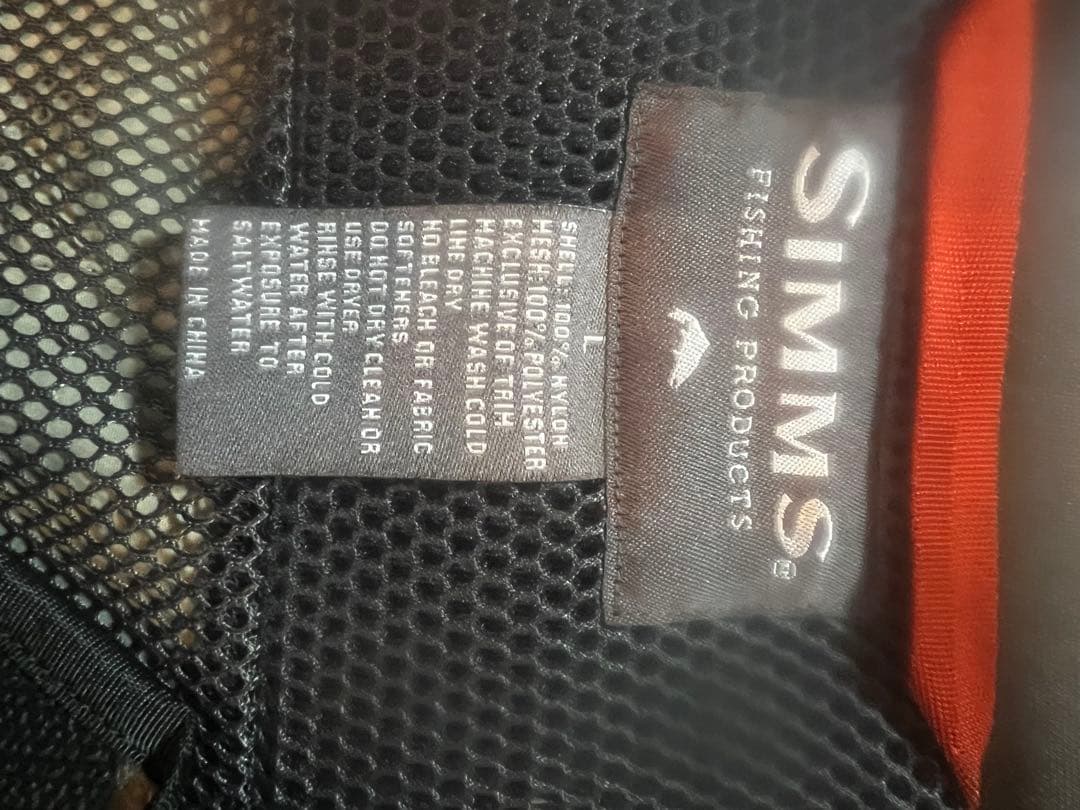 SIMMS®
FISHING PRODUCTS
L
SHELL:100% NYLON
MESH:100% POLYESTER
EXCLUSIVE OF TRIM
MACHINE WASH COLD
LINE DRY
NO BLEACH OR FABRIC
SOFTENERS
DO NOT DRY CLEAN OR
USE DRYER
RINSE WITH COLD
WATER AFTER
EXPOSURE TO
SALTWATER
MADE IN CHINA